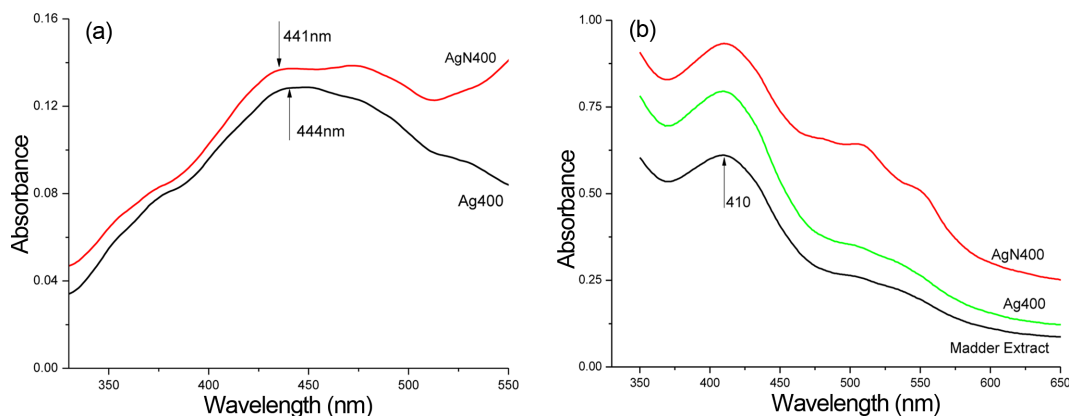 (a)
0.16
0.12
0.08
0.04
0.00
Absorbance
441nm
444nm
AgN400
Ag400
350
400
450
500
550
Wavelength (nm)
(b)
1.00
0.75
0.50
0.25
0.00
Absorbance
410
AgN400
Ag400
Madder Extract
350
400
450
500
550
600
650
Wavelength (nm)